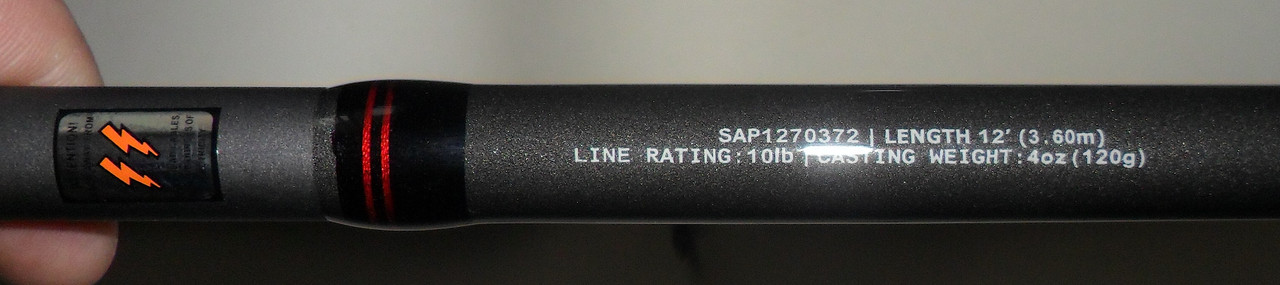 SAP1270372 | LENGTH 12' (3.60m)
LINE RATING:10lb | CASTING WEIGHT:4oz(120g)